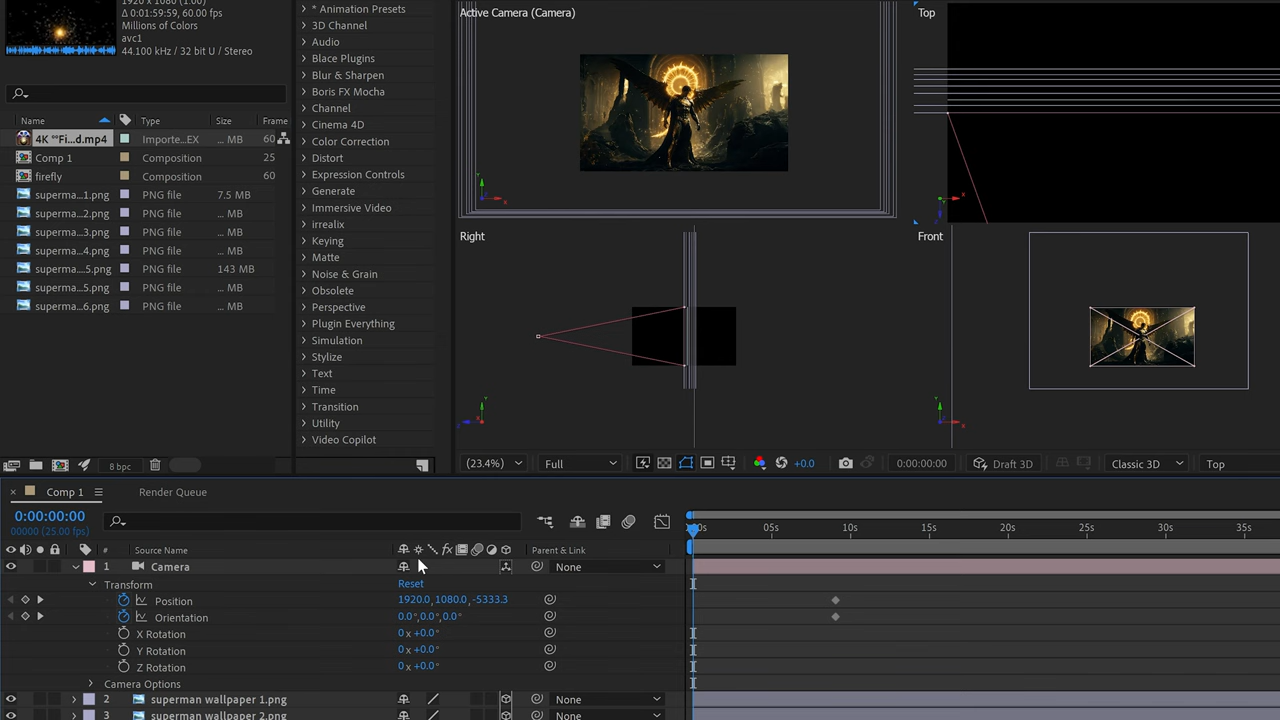 1920 x 1080 (1.00)
Δ 0:01:59:59, 60.00 fps
Millions of Colors
avc1
44.100 kHz / 32 bit U / Stereo
Name Type Size Frame
4K °°Fi...d.mp4 Importe...EX ... MB 60
Comp 1 Composition 25
firefly Composition 60
superma...1.png PNG file 7.5 MB
superma...2.png PNG file ... MB
superma...3.png PNG file ... MB
superma...4.png PNG file ... MB
superma....5.png PNG file 143 MB
superma...5.png PNG file ... MB
superma...6.png PNG file ... MB
8 bpc
* Animation Presets
3D Channel
Audio
Blace Plugins
Blur & Sharpen
Boris FX Mocha
Channel
Cinema 4D
Color Correction
Distort
Expression Controls
Generate
Immersive Video
irrealix
Keying
Matte
Noise & Grain
Obsolete
Perspective
Plugin Everything
Simulation
Stylize
Text
Time
Transition
Utility
Video Copilot
Active Camera (Camera)
Top
Right
Front
(23.4%) Full +0.0 0:00:00:00 Draft 3D Classic 3D Top
Comp 1 Render Queue
0:00:00:00
00000 (25.00 fps)
05s 10s 15s 20s 25s 30s 35s
# Source Name Parent & Link
1 Camera None
Transform Reset
Position 1920.0, 1080.0, -5333.3
Orientation 0.0°, 0.0°, 0.0°
X Rotation 0 x +0.0°
Y Rotation 0 x +0.0°
Z Rotation 0 x +0.0°
Camera Options
2 superman wallpaper 1.png None
3 superman wallpaper 2.png None